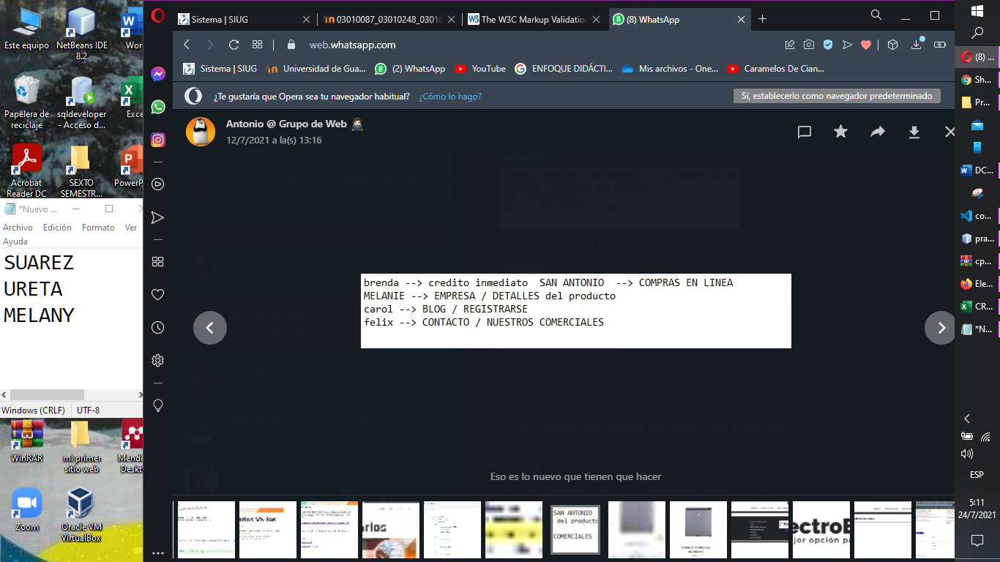 Este equipo
NetBeans IDE
8.2
Papelera de
reciclaje
sqldeveloper
- Acceso d...
Acrobat
Reader DC
SEXTO
SEMESTR...
*Nuevo ...
Archivo Edición Formato Ver
Ayuda
SUAREZ
URETA
MELANY
Windows (CRLF) UTF-8
WinRAR
mi primer
sitio web
Zoom
Oracle VM
VirtualBox
Sistema | SIUG
03010087_03010248_0301
The W3C Markup Validation
(8) WhatsApp
web.whatsapp.com
Sistema | SIUG
Universidad de Gua...
(2) WhatsApp
YouTube
ENFOQUE DIDÁCTI...
Mis archivos - One...
Caramelos De Cian...
¿Te gustaría que Opera sea tu navegador habitual? ¿Cómo lo hago?
Sí, establecerlo como navegador predeterminado
Antonio @ Grupo de Web
12/7/2021 a la(s) 13:16
brenda --> credito inmediato SAN ANTONIO --> COMPRAS EN LINEA
MELANIE --> EMPRESA / DETALLES del producto
carol --> BLOG / REGISTRARSE
felix --> CONTACTO / NUESTROS COMERCIALES
Eso es lo nuevo que tienen que hacer
SAN ANTONIO
del producto
COMERCIALES
(8) ...
Sh...
Pr...
DC...
co...
pra...
cp...
Ele...
CR...
*N...
ESP
5:11
24/7/2021